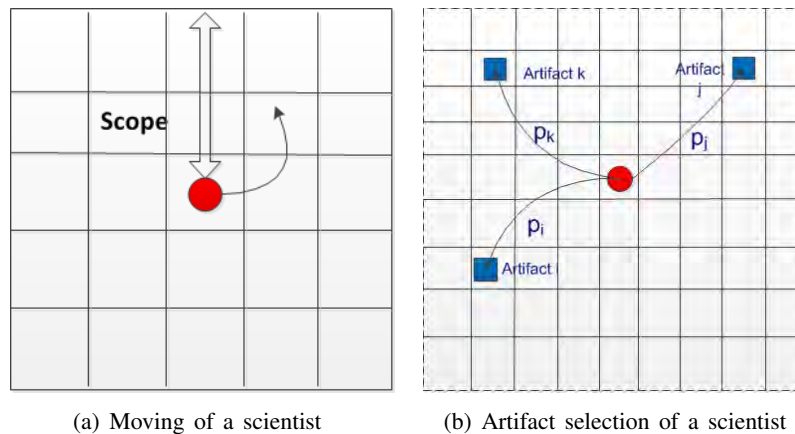 Scope
Artifact k
Artifact
j
pk
pj
pi
Artifact i
(a) Moving of a scientist
(b) Artifact selection of a scientist